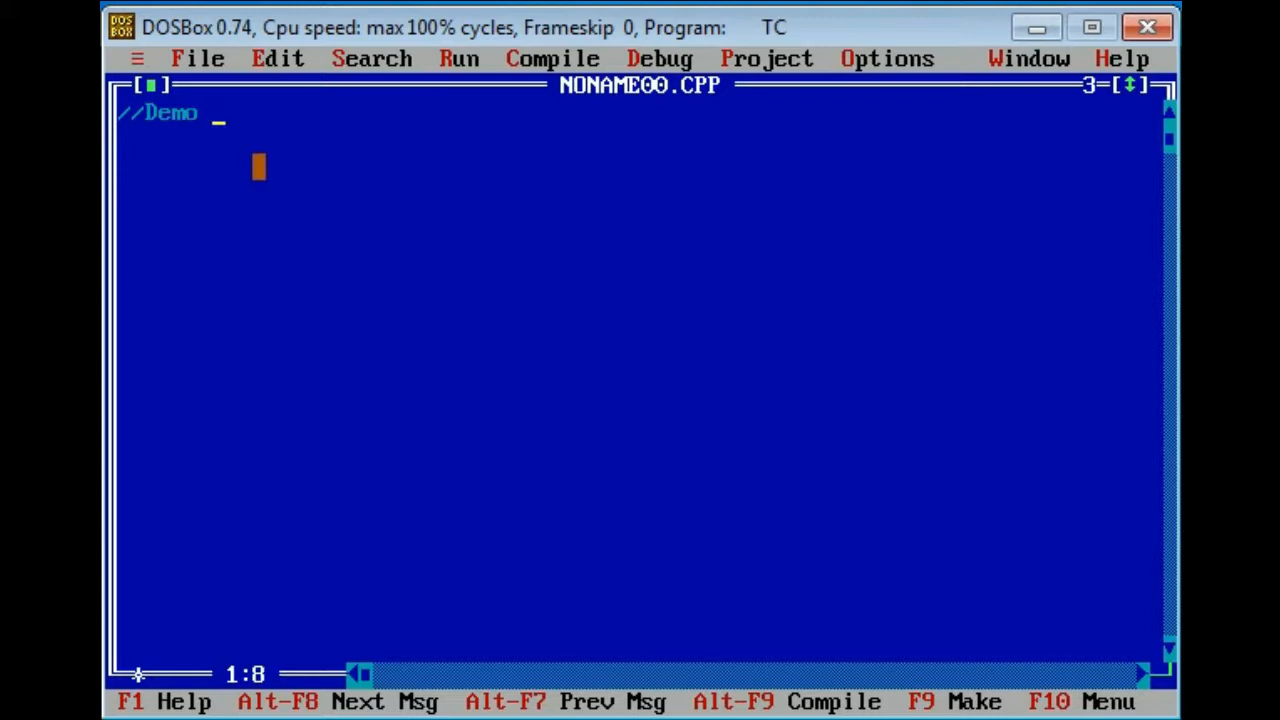 DOSBox 0.74, Cpu speed: max 100% cycles, Frameskip 0, Program: TC
≡ File Edit Search Run Compile Debug Project Options Window Help
[■] NONAME00.CPP 3=[↕]
//Demo _
1:8
F1 Help Alt-F8 Next Msg Alt-F7 Prev Msg Alt-F9 Compile F9 Make F10 Menu